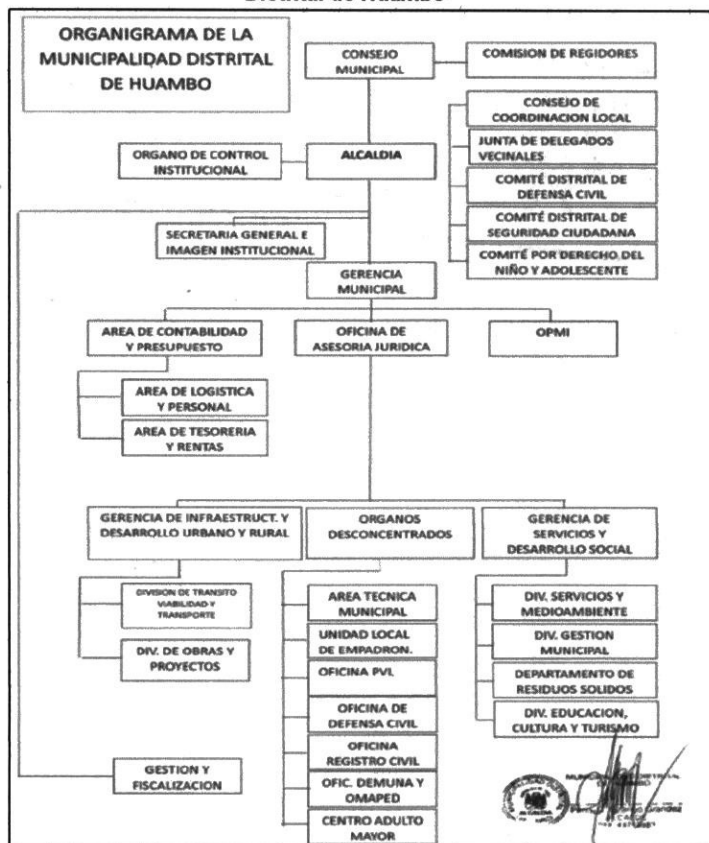 ORGANIGRAMA DE LA
MUNICIPALIDAD DISTRITAL
DE HUAMBO
CONSEJO
MUNICIPAL
COMISION DE REGIDORES
CONSEJO DE
COORDINACION LOCAL
JUNTA DE DELEGADOS
VECINALES
COMITÉ DISTRITAL DE
DEFENSA CIVIL
COMITÉ DISTRITAL DE
SEGURIDAD CIUDADANA
COMITÉ POR DERECHO DEL
NIÑO Y ADOLESCENTE
ORGANO DE CONTROL
INSTITUCIONAL
ALCALDIA
SECRETARIA GENERAL E
IMAGEN INSTITUCIONAL
GERENCIA
MUNICIPAL
AREA DE CONTABILIDAD
Y PRESUPUESTO
OFICINA DE
ASESORIA JURIDICA
OPMI
AREA DE LOGISTICA
Y PERSONAL
AREA DE TESORERIA
Y RENTAS
GERENCIA DE INFRAESTRUCT. Y
DESARROLLO URBANO Y RURAL
ORGANOS
DESCONCENTRADOS
GERENCIA DE
SERVICIOS Y
DESARROLLO SOCIAL
DIVISION DE TRANSITO
VIABILIDAD Y
TRANSPORTE
DIV. DE OBRAS Y
PROYECTOS
AREA TECNICA
MUNICIPAL
UNIDAD LOCAL
DE EMPADRON.
OFICINA PVL
OFICINA DE
DEFENSA CIVIL
OFICINA
REGISTRO CIVIL
OFIC. DEMUNA Y
OMAPED
CENTRO ADULTO
MAYOR
DIV. SERVICIOS Y
MEDIOAMBIENTE
DIV. GESTION
MUNICIPAL
DEPARTAMENTO DE
RESIDUOS SOLIDOS
DIV. EDUCACION,
CULTURA Y TURISMO
GESTION Y
FISCALIZACION